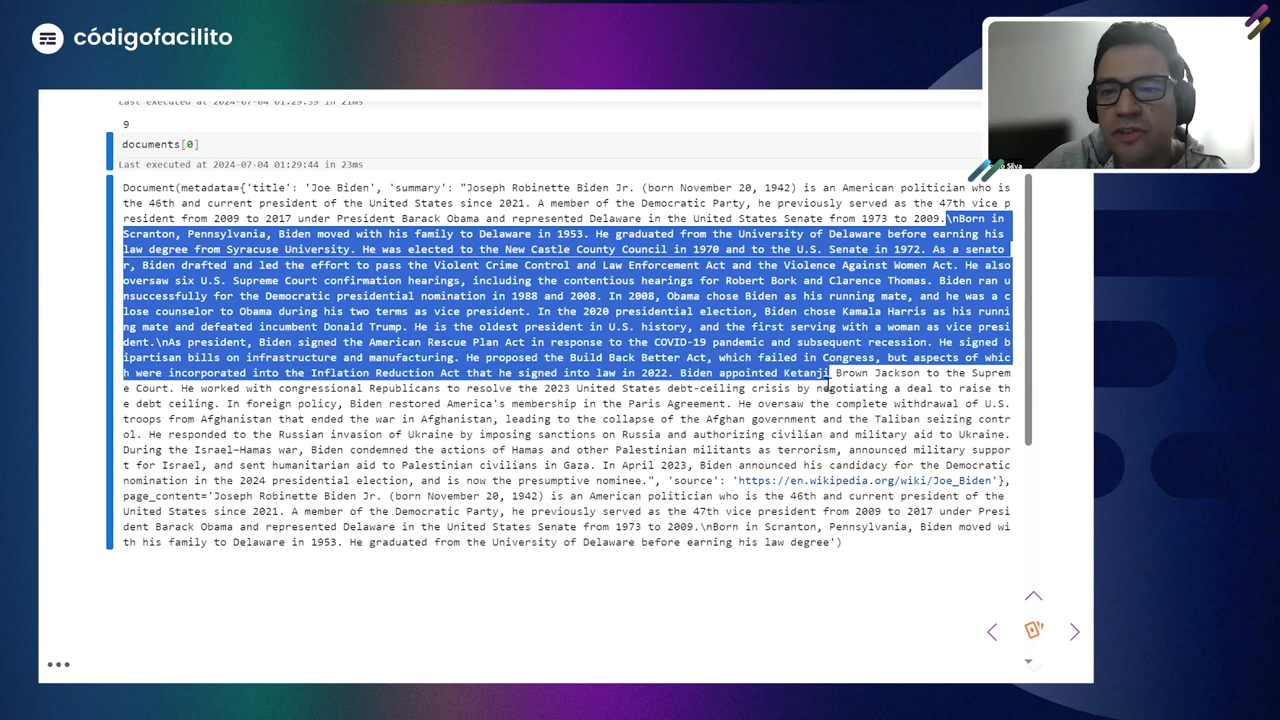 códigofacilito
Last executed at 2024-07-04 01:29:39 in 21ms
9
documents[0]
Last executed at 2024-07-04 01:29:44 in 23ms
Silva
Document(metadata={'title': 'Joe Biden', 'summary': "Joseph Robinette Biden Jr. (born November 20, 1942) is an American politician who is
the 46th and current president of the United States since 2021. A member of the Democratic Party, he previously served as the 47th vice p
resident from 2009 to 2017 under President Barack Obama and represented Delaware in the United States Senate from 1973 to 2009.\nBorn in
Scranton, Pennsylvania, Biden moved with his family to Delaware in 1953. He graduated from the University of Delaware before earning his
law degree from Syracuse University. He was elected to the New Castle County Council in 1970 and to the U.S. Senate in 1972. As a senato
r, Biden drafted and led the effort to pass the Violent Crime Control and Law Enforcement Act and the Violence Against Women Act. He also
oversaw six U.S. Supreme Court confirmation hearings, including the contentious hearings for Robert Bork and Clarence Thomas. Biden ran u
nsuccessfully for the Democratic presidential nomination in 1988 and 2008. In 2008, Obama chose Biden as his running mate, and he was a c
lose counselor to Obama during his two terms as vice president. In the 2020 presidential election, Biden chose Kamala Harris as his runni
ng mate and defeated incumbent Donald Trump. He is the oldest president in U.S. history, and the first serving with a woman as vice presi
dent.\nAs president, Biden signed the American Rescue Plan Act in response to the COVID-19 pandemic and subsequent recession. He signed b
ipartisan bills on infrastructure and manufacturing. He proposed the Build Back Better Act, which failed in Congress, but aspects of whic
h were incorporated into the Inflation Reduction Act that he signed into law in 2022. Biden appointed Ketanji Brown Jackson to the Suprem
e Court. He worked with congressional Republicans to resolve the 2023 United States debt-ceiling crisis by negotiating a deal to raise th
e debt ceiling. In foreign policy, Biden restored America's membership in the Paris Agreement. He oversaw the complete withdrawal of U.S.
troops from Afghanistan that ended the war in Afghanistan, leading to the collapse of the Afghan government and the Taliban seizing contr
ol. He responded to the Russian invasion of Ukraine by imposing sanctions on Russia and authorizing civilian and military aid to Ukraine.
During the Israel–Hamas war, Biden condemned the actions of Hamas and other Palestinian militants as terrorism, announced military suppor
t for Israel, and sent humanitarian aid to Palestinian civilians in Gaza. In April 2023, Biden announced his candidacy for the Democratic
nomination in the 2024 presidential election, and is now the presumptive nominee.", 'source': 'https://en.wikipedia.org/wiki/Joe_Biden'},
page_content='Joseph Robinette Biden Jr. (born November 20, 1942) is an American politician who is the 46th and current president of the
United States since 2021. A member of the Democratic Party, he previously served as the 47th vice president from 2009 to 2017 under Presi
dent Barack Obama and represented Delaware in the United States Senate from 1973 to 2009.\nBorn in Scranton, Pennsylvania, Biden moved wi
th his family to Delaware in 1953. He graduated from the University of Delaware before earning his law degree')